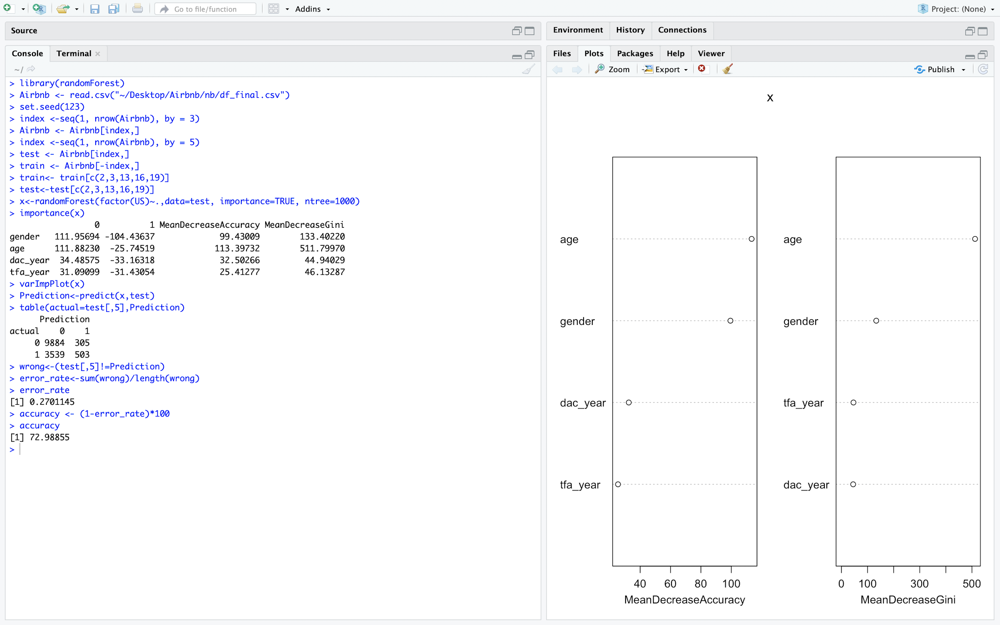 Go to file/function
Addins
Project: (None)
Source
Environment History Connections
Console Terminal
Files Plots Packages Help Viewer
~/
Zoom Export Publish
> library(randomForest)
> Airbnb <- read.csv("~/Desktop/Airbnb/nb/df_final.csv")
> set.seed(123)
> index <-seq(1, nrow(Airbnb), by = 3)
> Airbnb <- Airbnb[index,]
> index <-seq(1, nrow(Airbnb), by = 5)
> test <- Airbnb[index,]
> train <- Airbnb[-index,]
> train<- train[c(2,3,13,16,19)]
> test<-test[c(2,3,13,16,19)]
> x<-randomForest(factor(US)~.,data=test, importance=TRUE, ntree=1000)
> importance(x)
0 1 MeanDecreaseAccuracy MeanDecreaseGini
gender 111.95694 -104.43637 99.43009 133.40220
age 111.88230 -25.74519 113.39732 511.79970
dac_year 34.48575 -33.16318 32.50266 44.94029
tfa_year 31.09099 -31.43054 25.41277 46.13287
> varImpPlot(x)
> Prediction<-predict(x,test)
> table(actual=test[,5],Prediction)
Prediction
actual 0 1
0 9884 305
1 3539 503
> wrong<-(test[,5]!=Prediction)
> error_rate<-sum(wrong)/length(wrong)
> error_rate
[1] 0.2701145
> accuracy <- (1-error_rate)*100
> accuracy
[1] 72.98855
>
x
age
gender
dac_year
tfa_year
40 60 80 100
MeanDecreaseAccuracy
age
gender
tfa_year
dac_year
0 100 300 500
MeanDecreaseGini